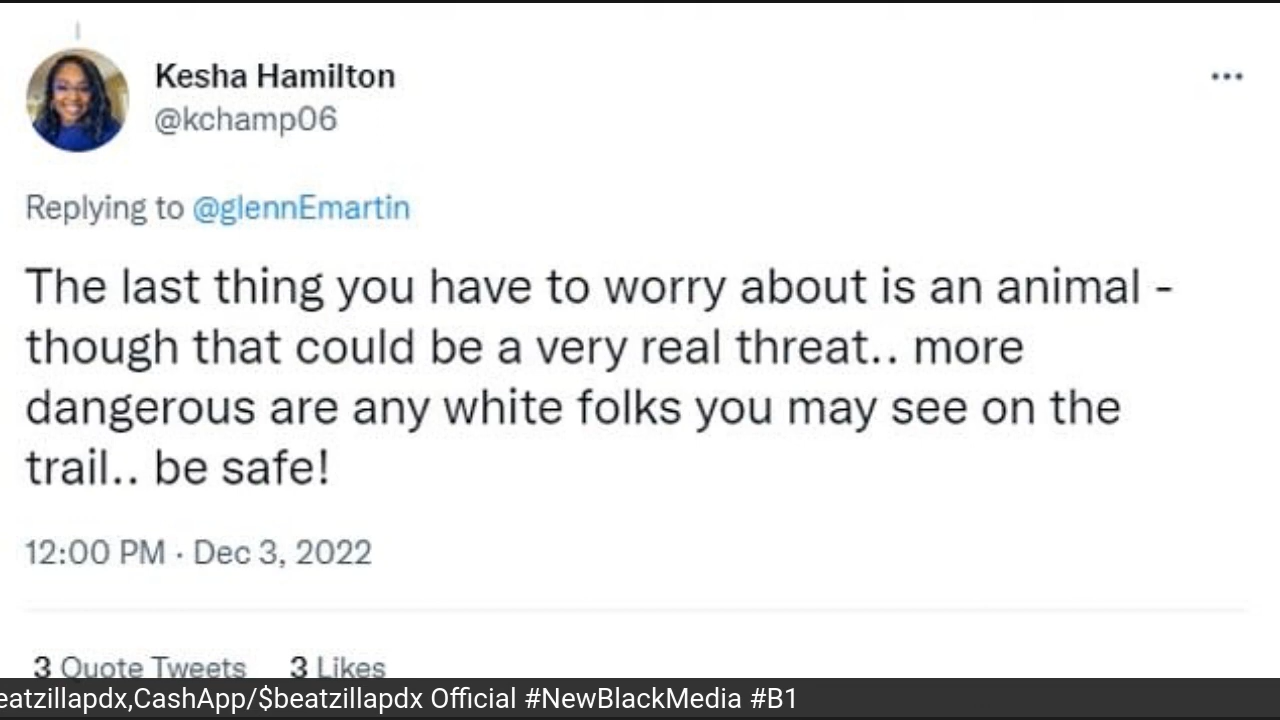 Kesha Hamilton
@kchamp06
Replying to @glennEmartin
The last thing you have to worry about is an animal -
though that could be a very real threat.. more
dangerous are any white folks you may see on the
trail.. be safe!
12:00 PM · Dec 3, 2022
3 Quote Tweets 3 Likes
eatzillapdx,CashApp/$beatzillapdx Official #NewBlackMedia #B1